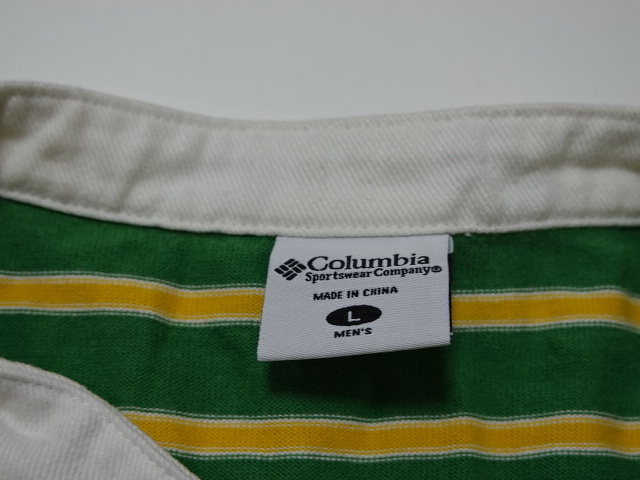 Columbia
Sportswear Company®
MADE IN CHINA
L
MEN'S